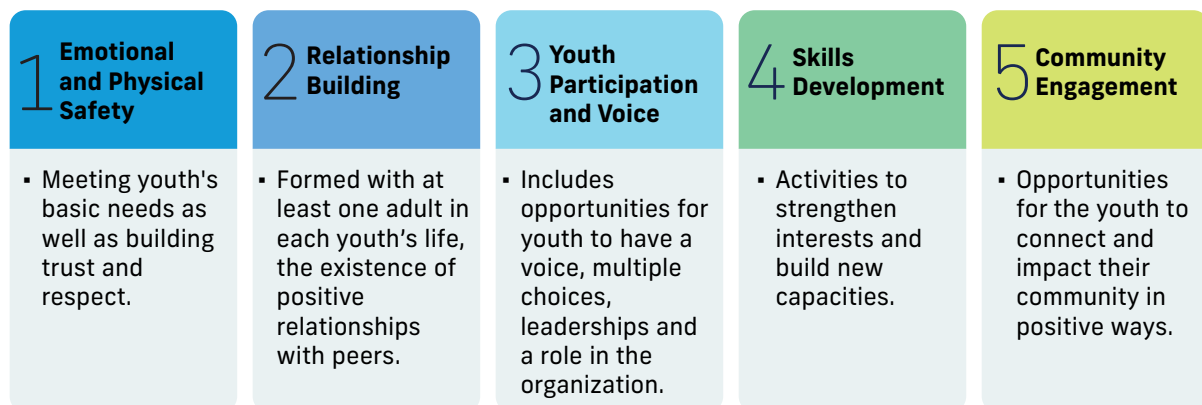 1 Emotional
and Physical
Safety
▪ Meeting youth's
basic needs as
well as building
trust and
respect.
2 Relationship
Building
▪ Formed with at
least one adult in
each youth’s life,
the existence of
positive
relationships
with peers.
3 Youth
Participation
and Voice
▪ Includes
opportunities for
youth to have a
voice, multiple
choices,
leaderships and
a role in the
organization.
4 Skills
Development
▪ Activities to
strengthen
interests and
build new
capacities.
5 Community
Engagement
▪ Opportunities
for the youth to
connect and
impact their
community in
positive ways.